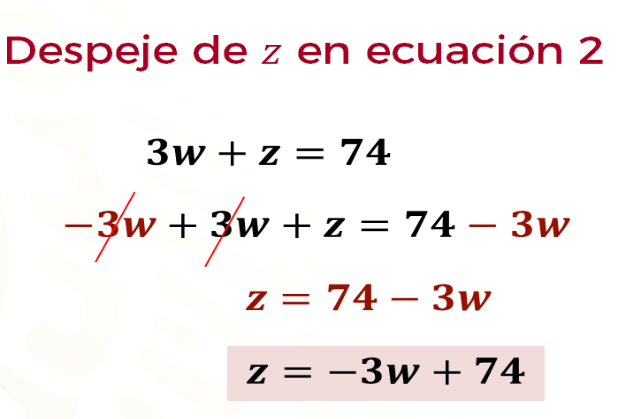 Despeje de z en ecuación 2
3w + z = 74
−3w + 3w + z = 74 − 3w
z = 74 − 3w
z = −3w + 74